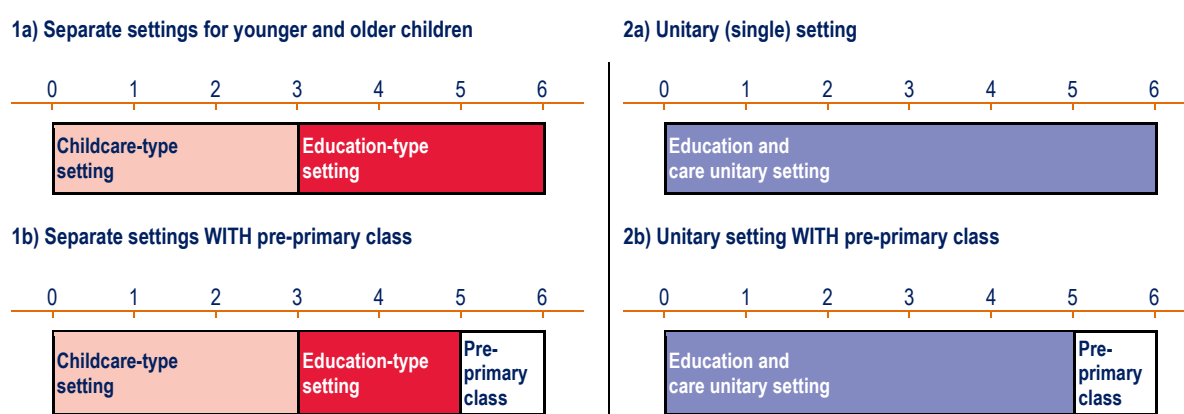 1a) Separate settings for younger and older children
0 1 2 3 4 5 6
Childcare-type
setting
Education-type
setting
1b) Separate settings WITH pre-primary class
0 1 2 3 4 5 6
Childcare-type
setting
Education-type
setting
Pre-
primary
class
2a) Unitary (single) setting
0 1 2 3 4 5 6
Education and
care unitary setting
2b) Unitary setting WITH pre-primary class
0 1 2 3 4 5 6
Education and
care unitary setting
Pre-
primary
class